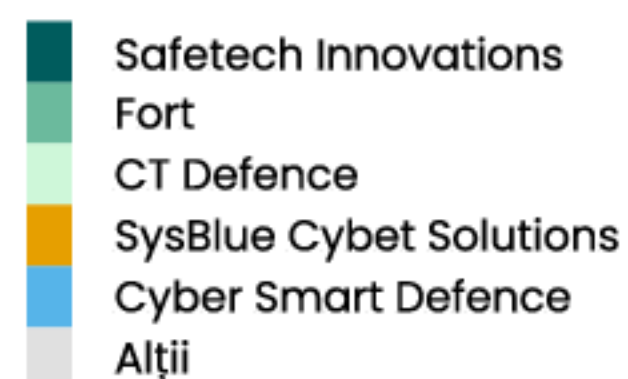 Safetech Innovations
Fort
CT Defence
SysBlue Cybet Solutions
Cyber Smart Defence
Alții